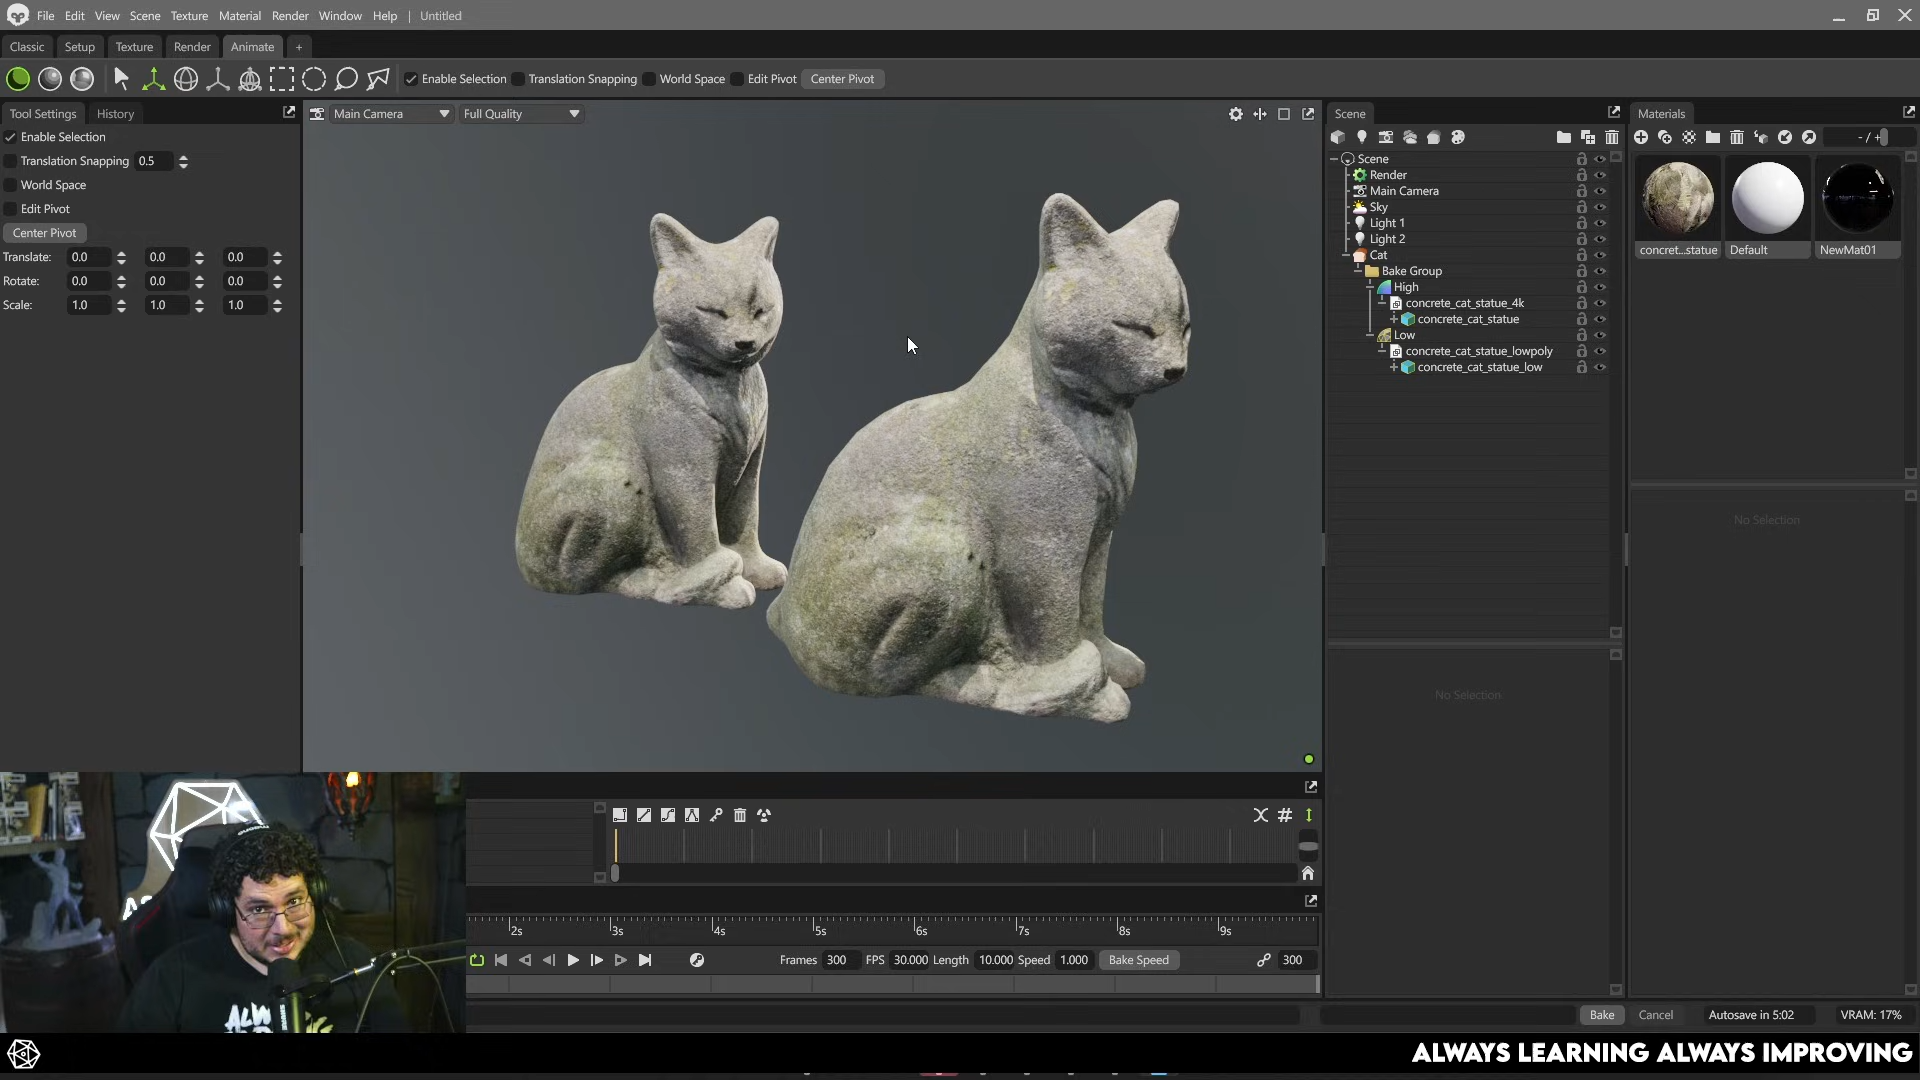 File Edit View Scene Texture Material Render Window Help | Untitled
Classic Setup Texture Render Animate +
Enable Selection Translation Snapping World Space Edit Pivot Center Pivot
Tool Settings History
Enable Selection
Translation Snapping 0.5
World Space
Edit Pivot
Center Pivot
Translate: 0.0 0.0 0.0
Rotate: 0.0 0.0 0.0
Scale: 1.0 1.0 1.0
Main Camera Full Quality
Scene
Scene
Render
Main Camera
Sky
Light 1
Light 2
Cat
Bake Group
High
concrete_cat_statue_4k
concrete_cat_statue
Low
concrete_cat_statue_lowpoly
concrete_cat_statue_low
No Selection
Materials
- / +
concret...statue Default NewMat01
No Selection
2s 3s 4s 5s 6s 7s 8s 9s
Frames 300 FPS 30.000 Length 10.000 Speed 1.000 Bake Speed 300
Bake Cancel Autosave in 5:02 VRAM: 17%
ALWAYS LEARNING ALWAYS IMPROVING